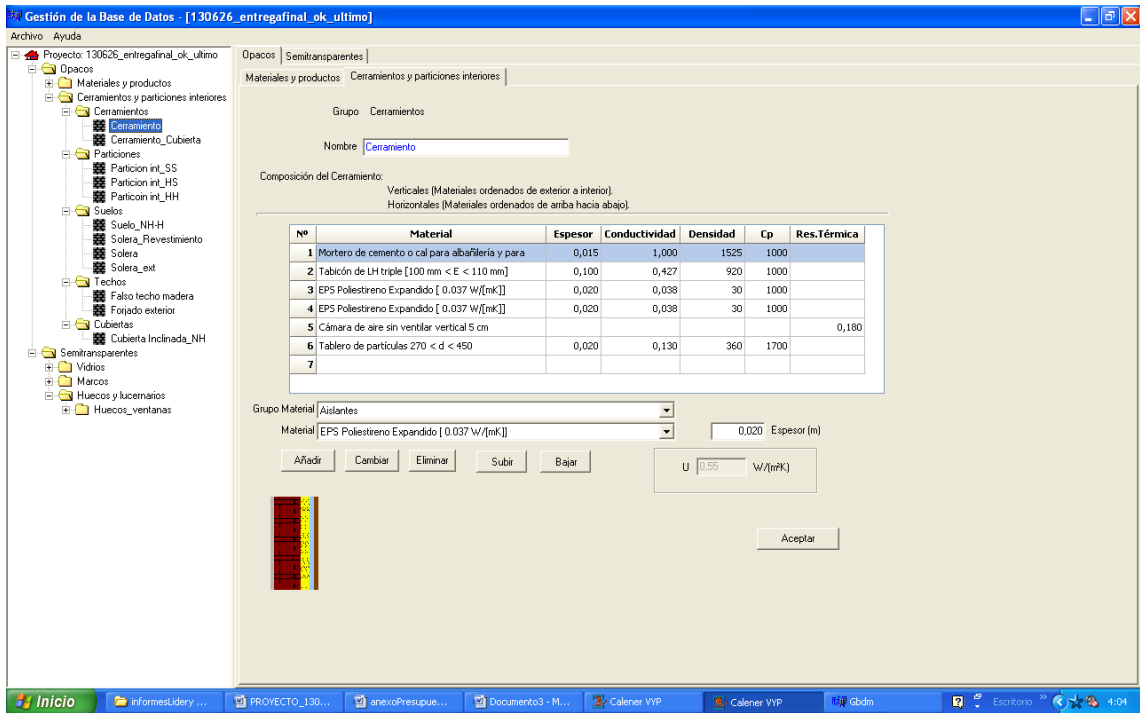 Gestión de la Base de Datos - [130626_entregafinal_ok_ultimo]
Archivo Ayuda
Proyecto: 130626_entregafinal_ok_ultimo
Opacos
Materiales y productos
Cerramientos y particiones interiores
Cerramientos
Cerramiento
Cerramiento_Cubierta
Particiones
Particion int_SS
Particion int_HS
Particoin int_HH
Suelos
Suelo_NH-H
Solera_Revestimiento
Solera
Solera_ext
Techos
Falso techo madera
Forjado exterior
Cubiertas
Cubierta Inclinada_NH
Semitransparentes
Vidrios
Marcos
Huecos y lucernarios
Huecos_ventanas
Opacos Semitransparentes
Materiales y productos Cerramientos y particiones interiores
Grupo Cerramientos
Nombre Cerramiento
Composición del Cerramiento:
Verticales (Materiales ordenados de exterior a interior).
Horizontales (Materiales ordenados de arriba hacia abajo).
Nº Material Espesor Conductividad Densidad Cp Res.Térmica
1 Mortero de cemento o cal para albañilería y para 0,015 1,000 1525 1000
2 Tabicón de LH triple [100 mm < E < 110 mm] 0,100 0,427 920 1000
3 EPS Poliestireno Expandido [ 0.037 W/[mK]] 0,020 0,038 30 1000
4 EPS Poliestireno Expandido [ 0.037 W/[mK]] 0,020 0,038 30 1000
5 Cámara de aire sin ventilar vertical 5 cm 0,180
6 Tablero de partículas 270 < d < 450 0,020 0,130 360 1700
7
Grupo Material Aislantes
Material EPS Poliestireno Expandido [ 0.037 W/[mK]] 0,020 Espesor (m)
Añadir Cambiar Eliminar Subir Bajar U 0,55 W/(m²K)
Aceptar
Inicio informesLidery ... PROYECTO_130... anexoPresupue... Documento3 - M... Calener VYP Calener VYP Gbdm Escritorio » 4:04